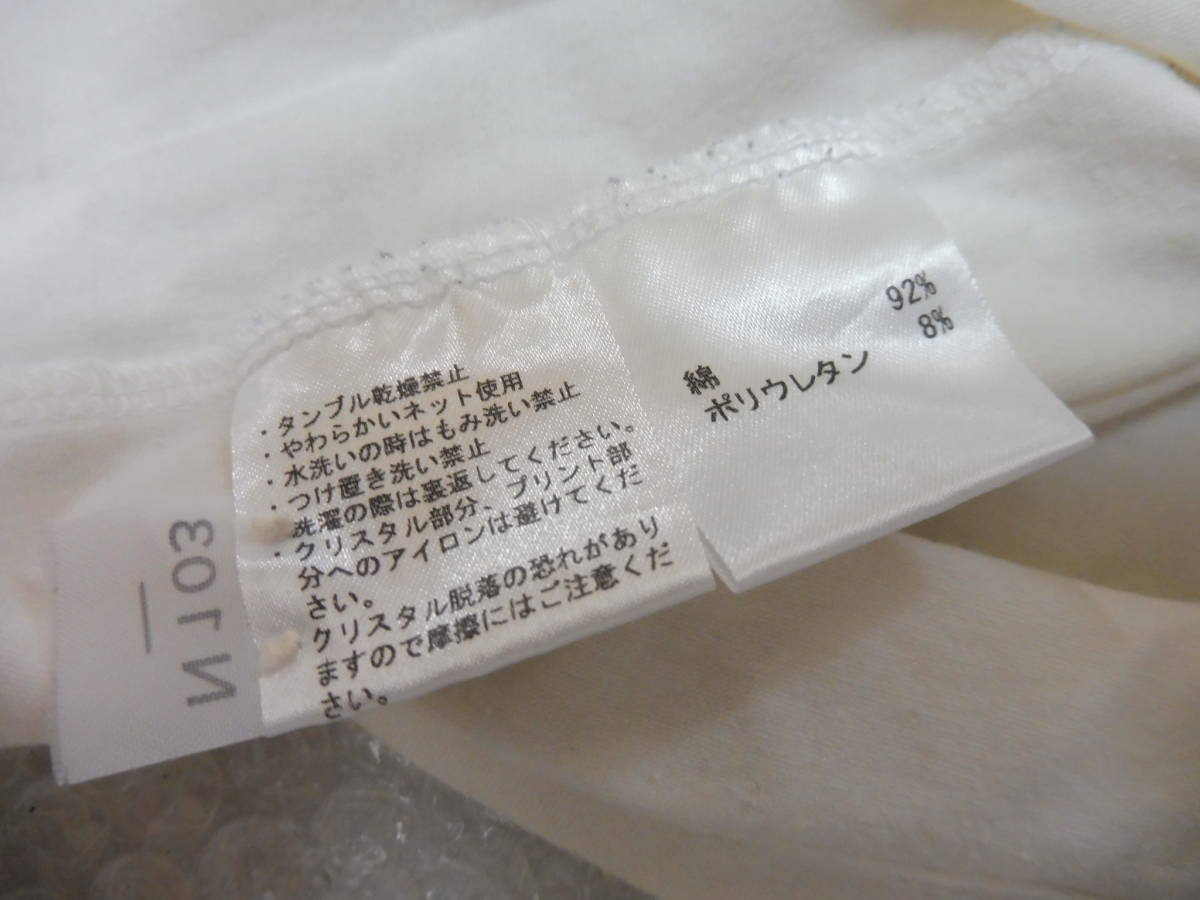 ・タンブル乾燥禁止
・やわらかいネット使用
・水洗いの時はもみ洗い禁止
・つけ置き洗い禁止
洗濯の際は裏返してください。
・クリスタル部分、プリント部
分へのアイロンは避けてくだ
さい。
クリスタル脱落の恐れがあり
ますので摩擦にはご注意くだ
さい。
綿 92%
ポリウレタン 8%